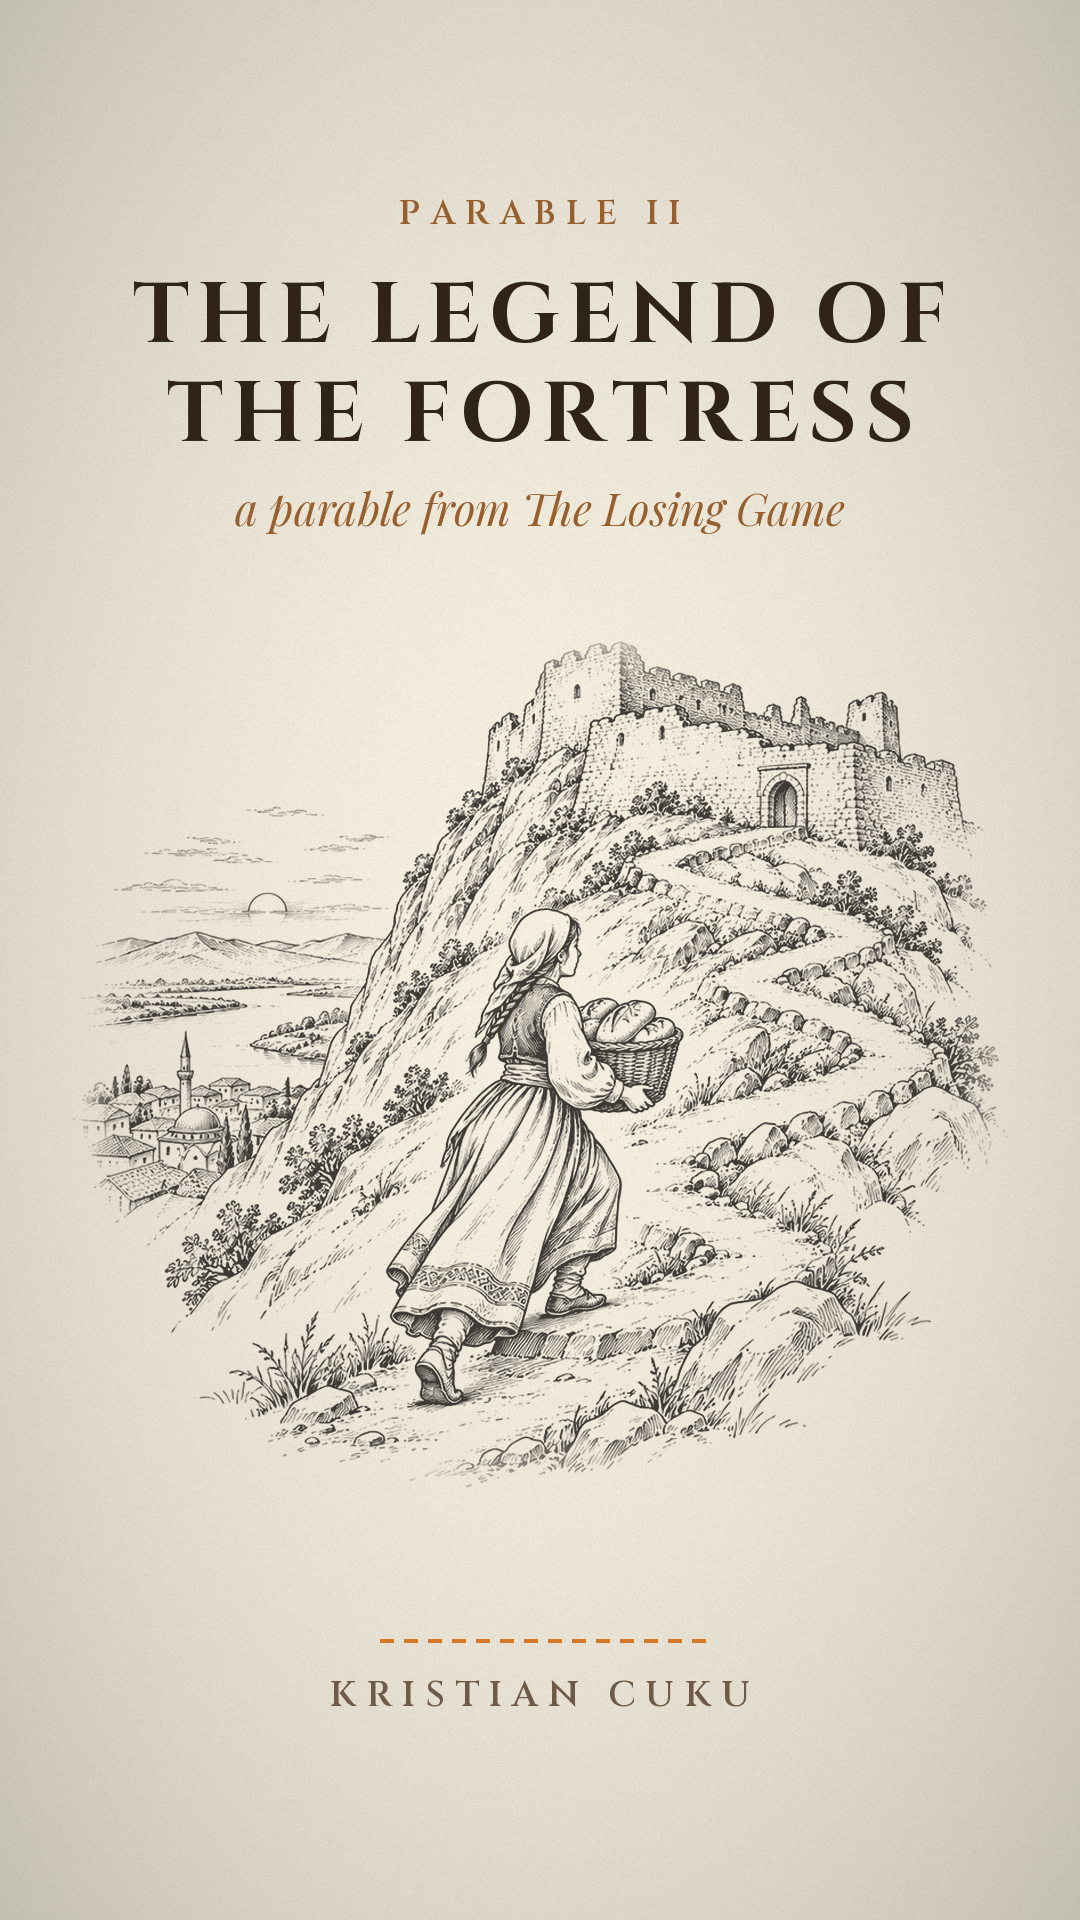 PARABLE II
THE LEGEND OF
THE FORTRESS
a parable from The Losing Game
KRISTIAN CUKU